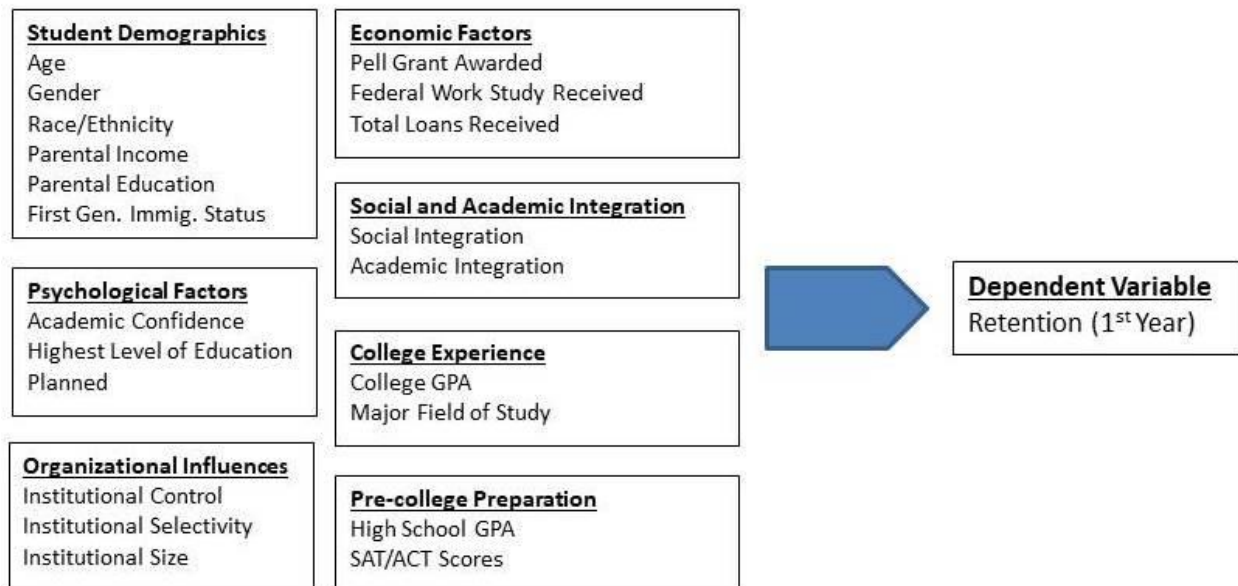 Student Demographics
Age
Gender
Race/Ethnicity
Parental Income
Parental Education
First Gen. Immig. Status
Psychological Factors
Academic Confidence
Highest Level of Education
Planned
Organizational Influences
Institutional Control
Institutional Selectivity
Institutional Size
Economic Factors
Pell Grant Awarded
Federal Work Study Received
Total Loans Received
Social and Academic Integration
Social Integration
Academic Integration
College Experience
College GPA
Major Field of Study
Pre-college Preparation
High School GPA
SAT/ACT Scores
Dependent Variable
Retention (1st Year)